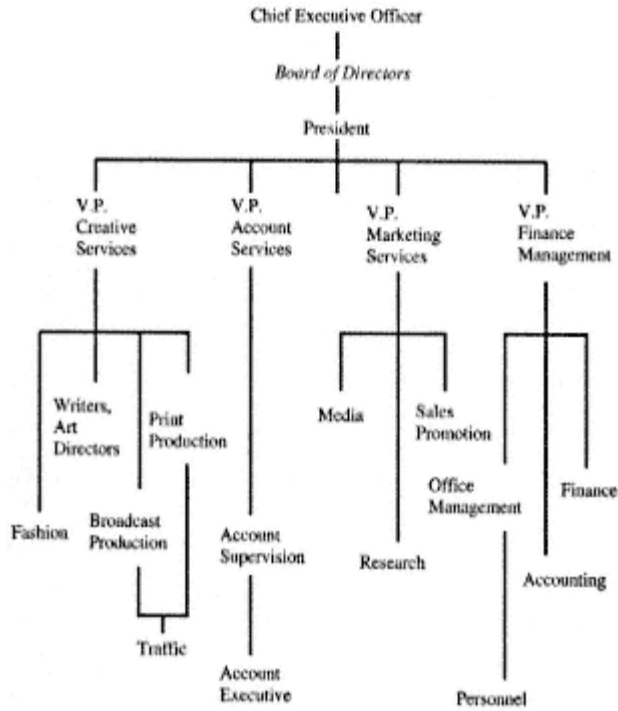 Chief Executive Officer
Board of Directors
President
V.P.
Creative
Services
V.P.
Account
Services
V.P.
Marketing
Services
V.P.
Finance
Management
Writers,
Art
Directors
Print
Production
Media
Sales
Promotion
Office
Management
Finance
Fashion
Broadcast
Production
Account
Supervision
Research
Accounting
Traffic
Account
Executive
Personnel